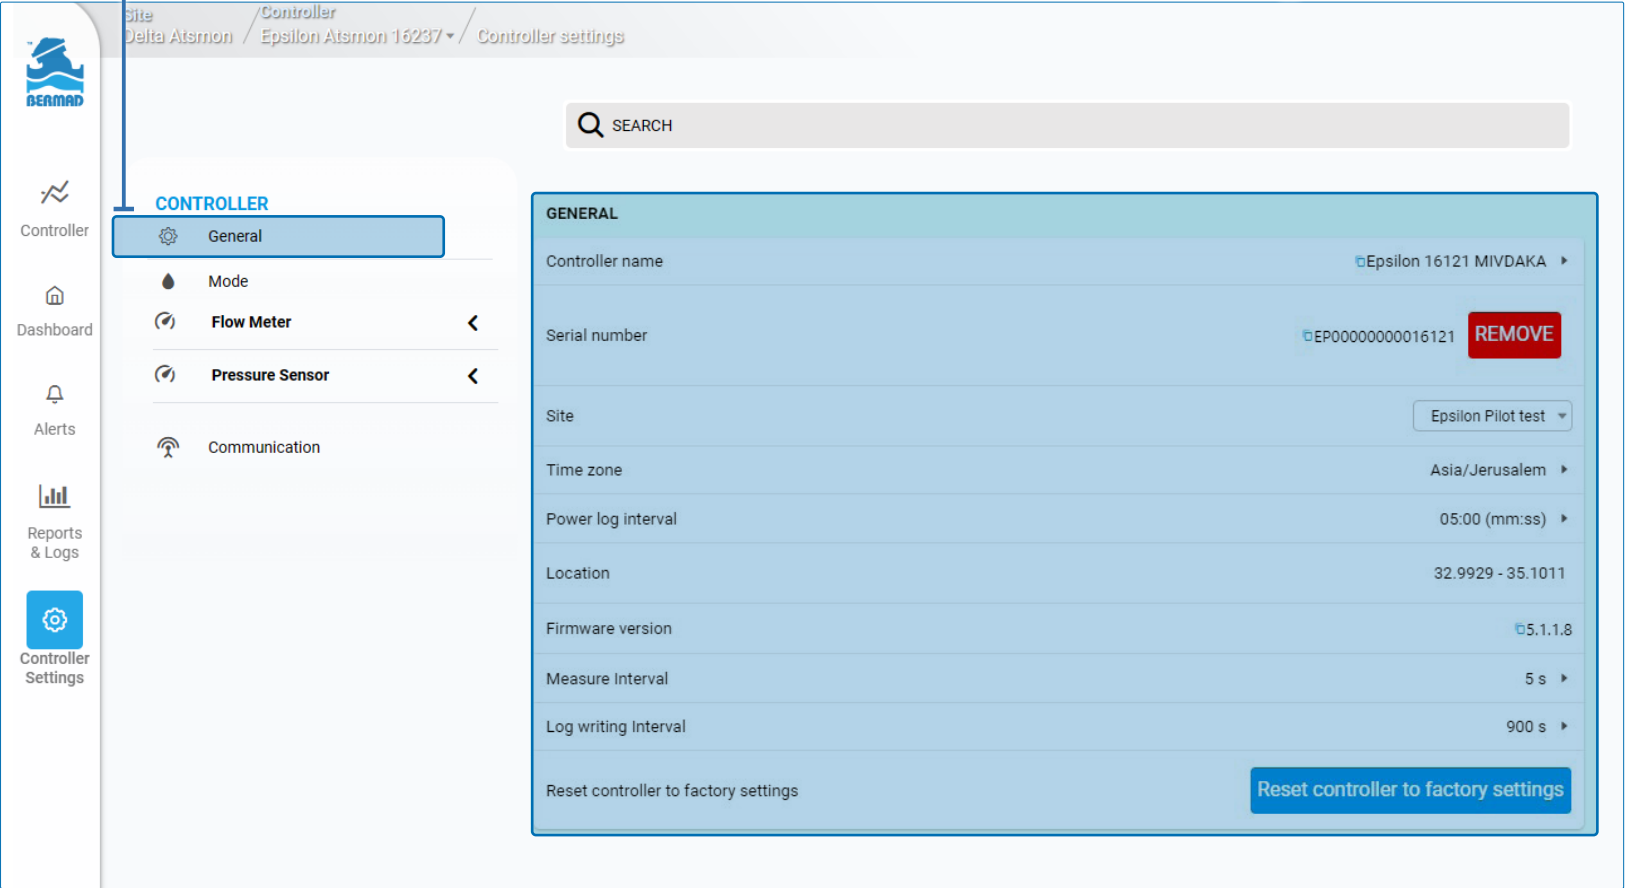 Site
Delta Atsmon
Controller
Epsilon Atsmon 16237
Controller settings
BERMAD
SEARCH
Controller
Dashboard
Alerts
Reports
& Logs
Controller
Settings
CONTROLLER
General
Mode
Flow Meter
Pressure Sensor
Communication
GENERAL
Controller name Epsilon 16121 MIVDAKA
Serial number EP00000000016121 REMOVE
Site Epsilon Pilot test
Time zone Asia/Jerusalem
Power log interval 05:00 (mm:ss)
Location 32.9929 - 35.1011
Firmware version 5.1.1.8
Measure Interval 5 s
Log writing Interval 900 s
Reset controller to factory settings Reset controller to factory settings